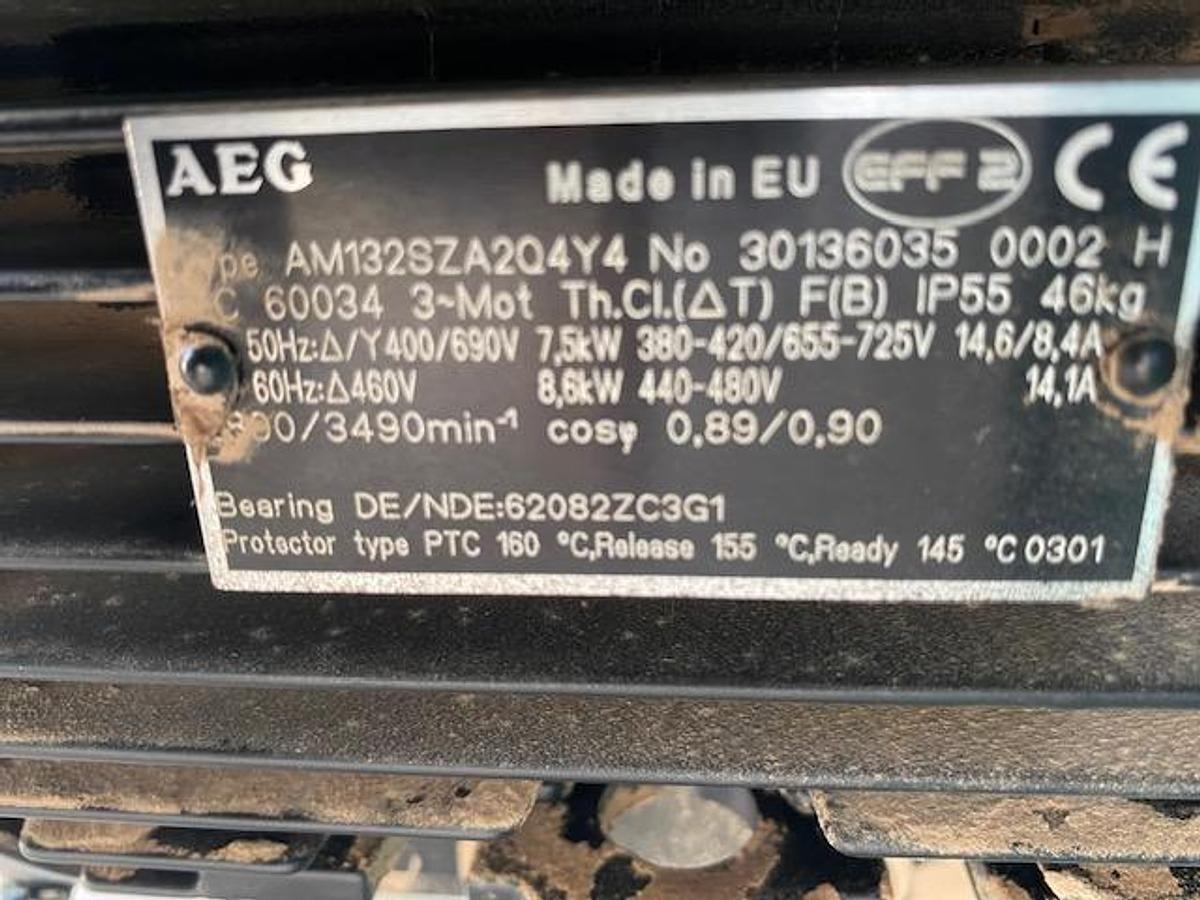 AEG Made in EU EFF 2 CE
AM132SZA2Q4Y4 No 30136035 0002 H
60034 3~Mot Th.Cl.(ΔT) F(B) IP55 46kg
50Hz:Δ/Y400/690V 7,5kW 380-420/655-725V 14,6/8,4A
60Hz:Δ460V 8,6kW 440-480V 14,1A
/3490min⁻¹ cosφ 0,89/0,90
Bearing DE/NDE:62082ZC3G1
Protector type PTC 160 °C,Release 155 °C,Ready 145 °C 0301